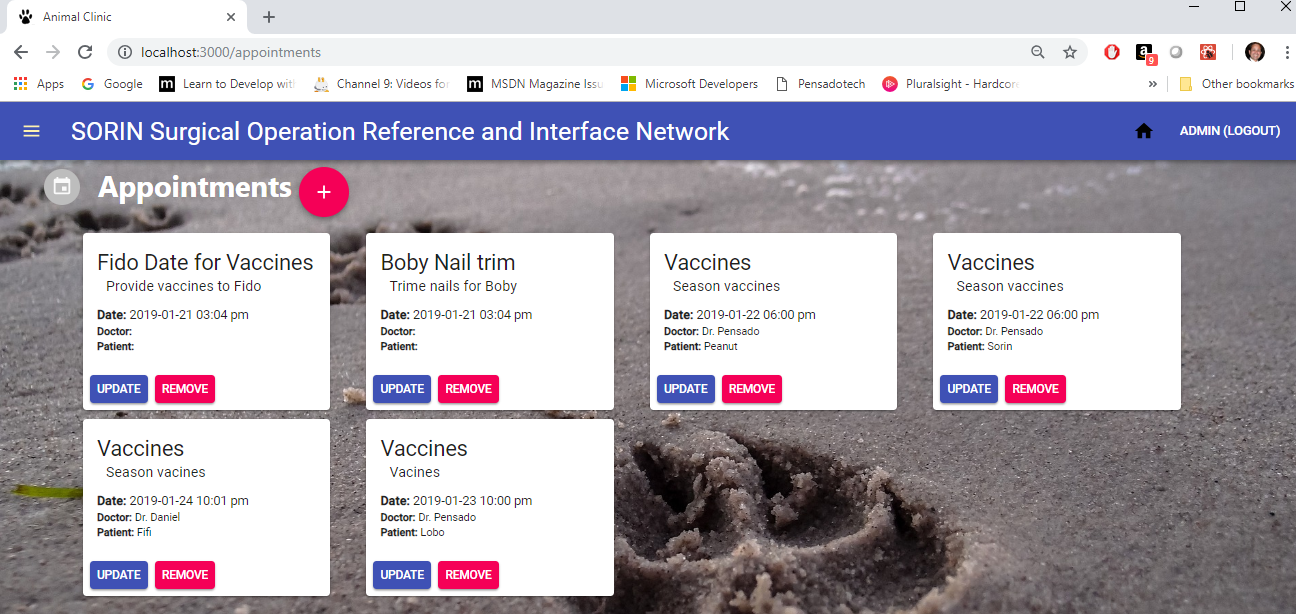 Animal Clinic
localhost:3000/appointments
9
Apps Google Learn to Develop with Channel 9: Videos for MSDN Magazine Issu Microsoft Developers Pensadotech Pluralsight - Hardcore » Other bookmarks
SORIN Surgical Operation Reference and Interface Network
ADMIN (LOGOUT)
Appointments +
Fido Date for Vaccines
Provide vaccines to Fido
Date: 2019-01-21 03:04 pm
Doctor:
Patient:
UPDATE REMOVE
Boby Nail trim
Trime nails for Boby
Date: 2019-01-21 03:04 pm
Doctor:
Patient:
UPDATE REMOVE
Vaccines
Season vaccines
Date: 2019-01-22 06:00 pm
Doctor: Dr. Pensado
Patient: Peanut
UPDATE REMOVE
Vaccines
Season vaccines
Date: 2019-01-22 06:00 pm
Doctor: Dr. Pensado
Patient: Sorin
UPDATE REMOVE
Vaccines
Season vacines
Date: 2019-01-24 10:01 pm
Doctor: Dr. Daniel
Patient: Fifi
UPDATE REMOVE
Vaccines
Vacines
Date: 2019-01-23 10:00 pm
Doctor: Dr. Pensado
Patient: Lobo
UPDATE REMOVE